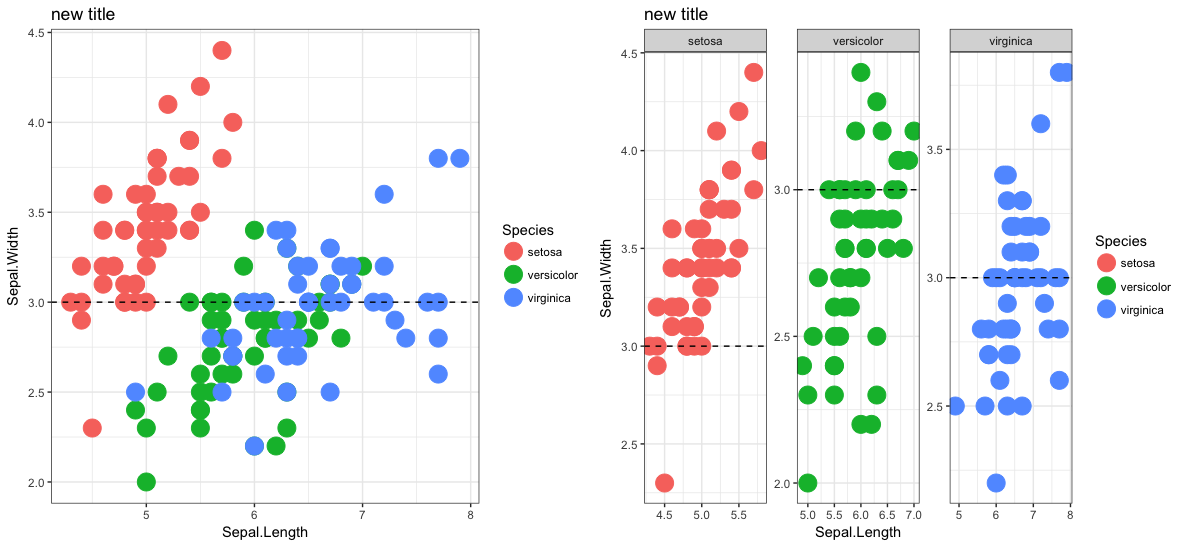 new title
4.5
4.0
3.5
3.0
2.5
2.0
Sepal.Width
5 6 7 8
Sepal.Length
Species
setosa
versicolor
virginica
new title
setosa versicolor virginica
4.5
4.0
3.5
3.0
2.5
Sepal.Width
3.0
2.5
2.0
3.5
3.0
2.5
4.5 5.0 5.5 5.0 5.5 6.0 6.5 7.0 5 6 7 8
Sepal.Length
Species
setosa
versicolor
virginica